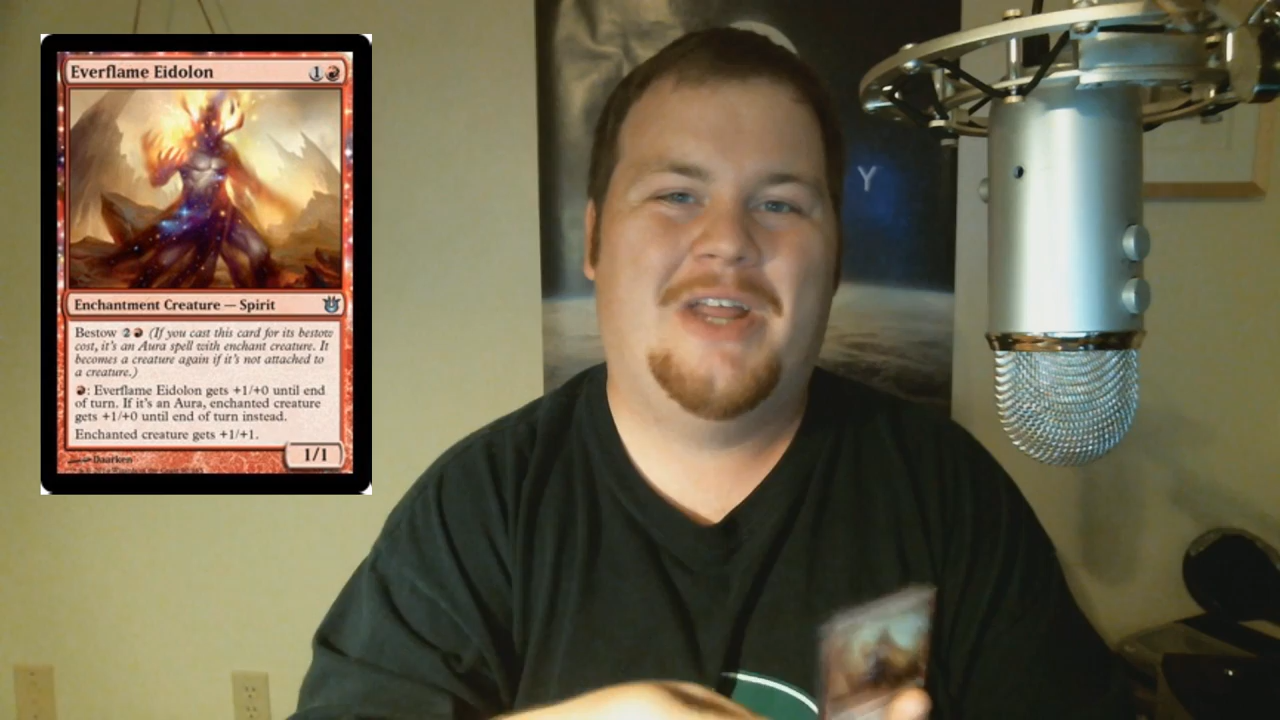 Everflame Eidolon 1
Enchantment Creature — Spirit
Bestow 2 (If you cast this card for its bestow
cost, it's an Aura spell with enchant creature. It
becomes a creature again if it's not attached to
a creature.)
: Everflame Eidolon gets +1/+0 until end
of turn. If it's an Aura, enchanted creature
gets +1/+0 until end of turn instead.
Enchanted creature gets +1/+1.
Daarken
1/1
Y